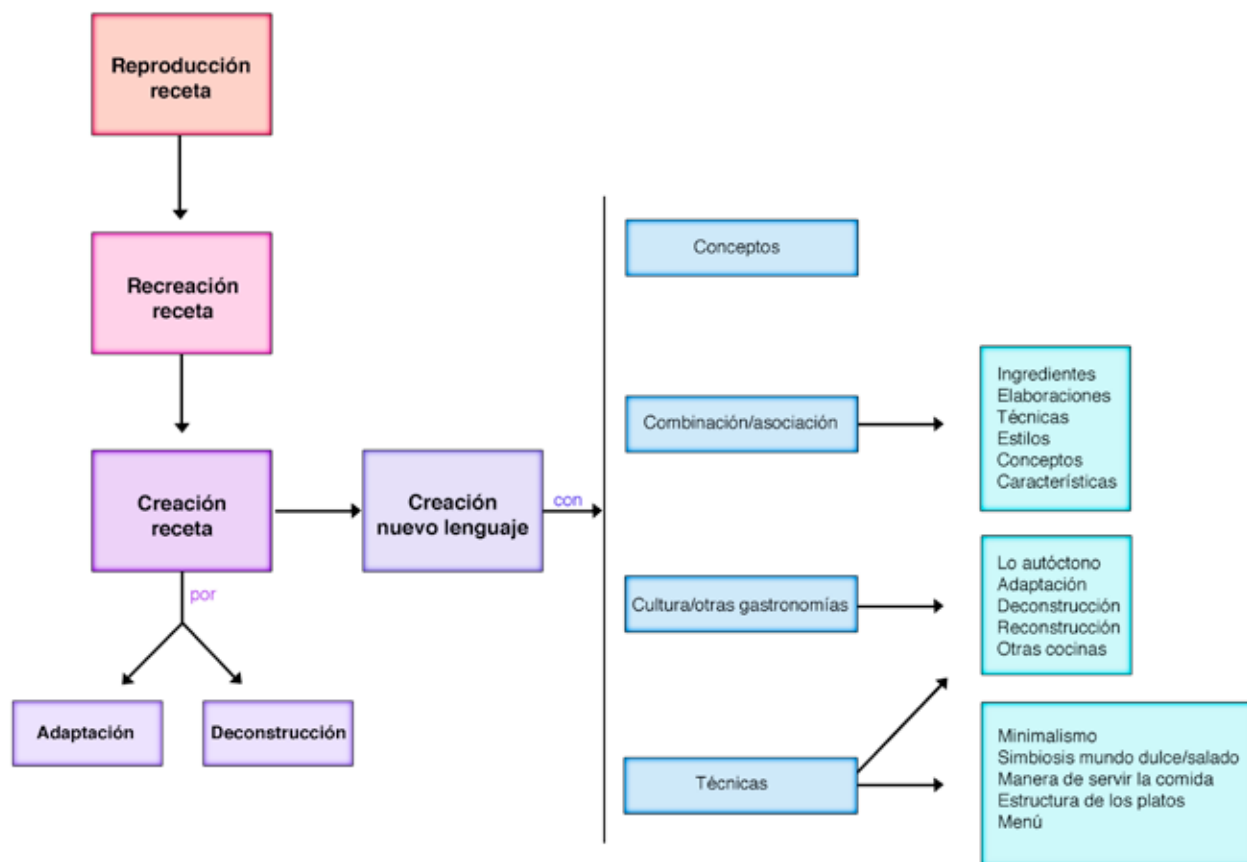 Reproducción
receta
Recreación
receta
Creación
receta
por
Adaptación
Deconstrucción
Creación
nuevo lenguaje
con
Conceptos
Combinación/asociación
Ingredientes
Elaboraciones
Técnicas
Estilos
Conceptos
Características
Cultura/otras gastronomías
Lo autóctono
Adaptación
Deconstrucción
Reconstrucción
Otras cocinas
Técnicas
Minimalismo
Simbiosis mundo dulce/salado
Manera de servir la comida
Estructura de los platos
Menú